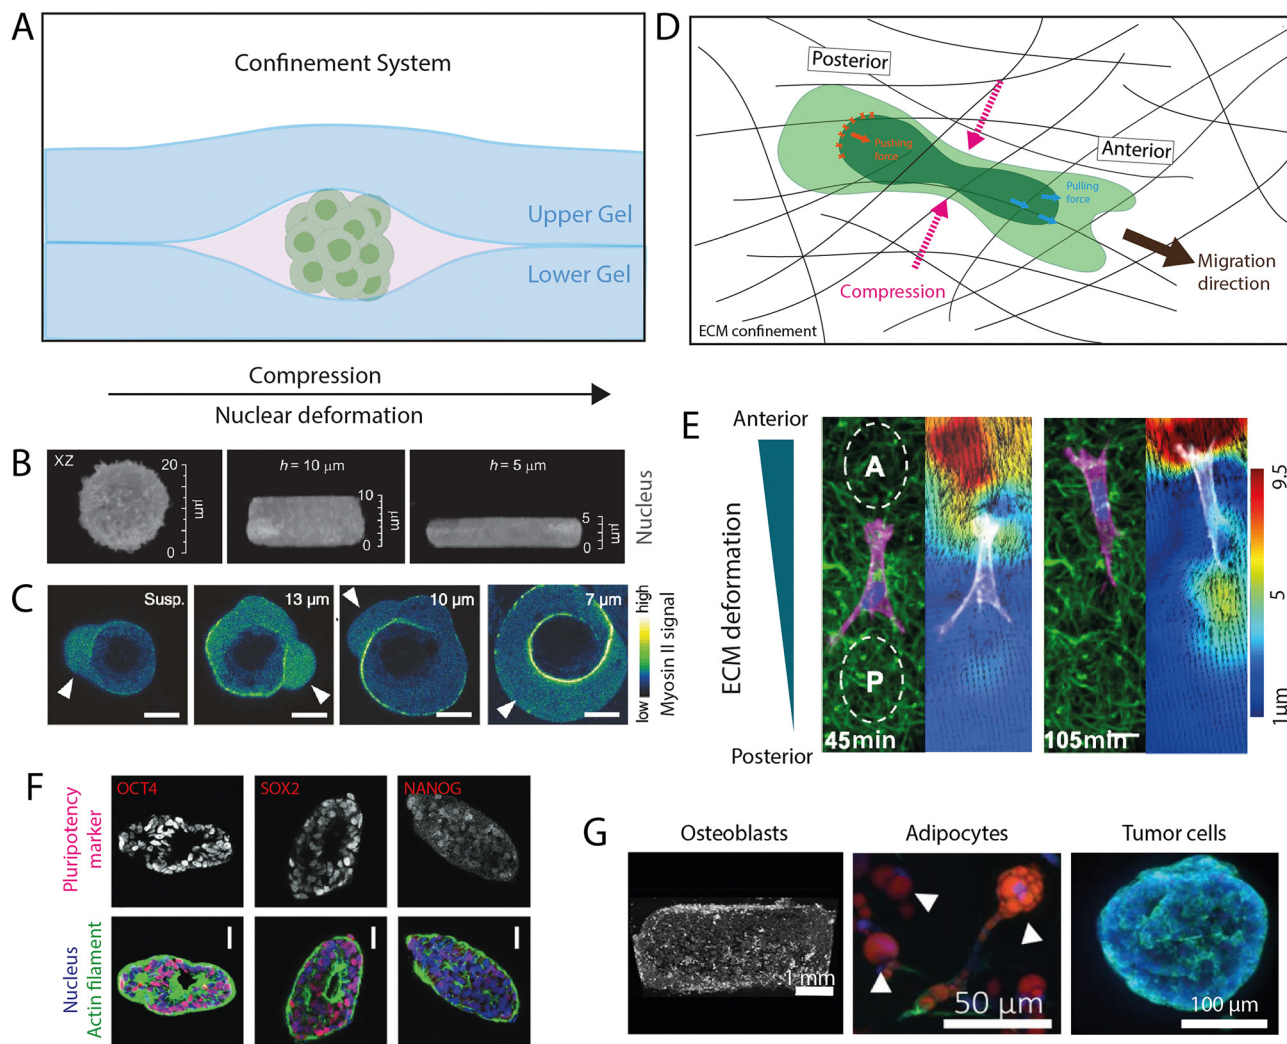 A
Confinement System
Upper Gel
Lower Gel
D
Posterior
Anterior
Pushing
force
Pulling
force
Compression
Migration
direction
ECM confinement
Compression
Nuclear deformation
B
XZ
20
μm
0
h = 10 μm
10
μm
0
h = 5 μm
5
μm
0
Nucleus
C
Susp.
13 μm
10 μm
7 μm
low
high
Myosin II signal
E
Anterior
ECM deformation
Posterior
A
P
45min
105min
9.5
5
1μm
F
OCT4
SOX2
NANOG
Pluripotency
marker
Nucleus
Actin filament
G
Osteoblasts
Adipocytes
Tumor cells
1 mm
50 μm
100 μm